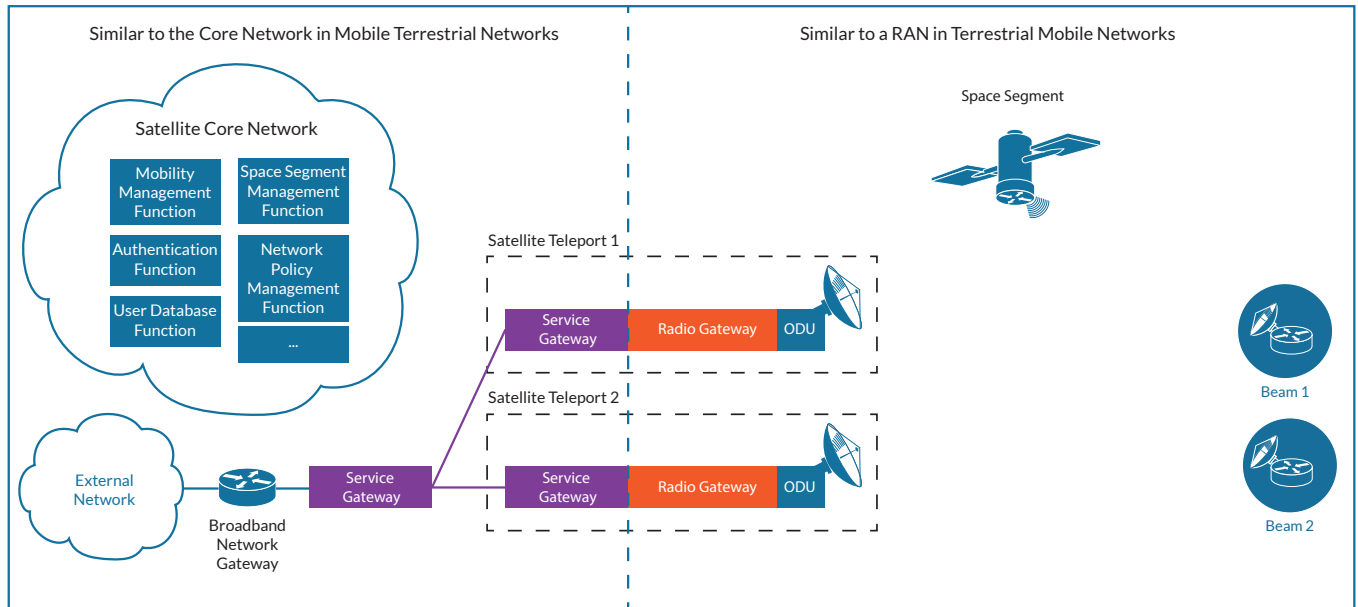 Similar to the Core Network in Mobile Terrestrial Networks
Similar to a RAN in Terrestrial Mobile Networks
Space Segment
Satellite Core Network
Mobility
Management
Function
Space Segment
Management
Function
Authentication
Function
Network
Policy
Management
Function
User Database
Function
...
Satellite Teleport 1
Service
Gateway
Radio Gateway
ODU
Beam 1
Satellite Teleport 2
External
Network
Broadband
Network
Gateway
Service
Gateway
Service
Gateway
Radio Gateway
ODU
Beam 2